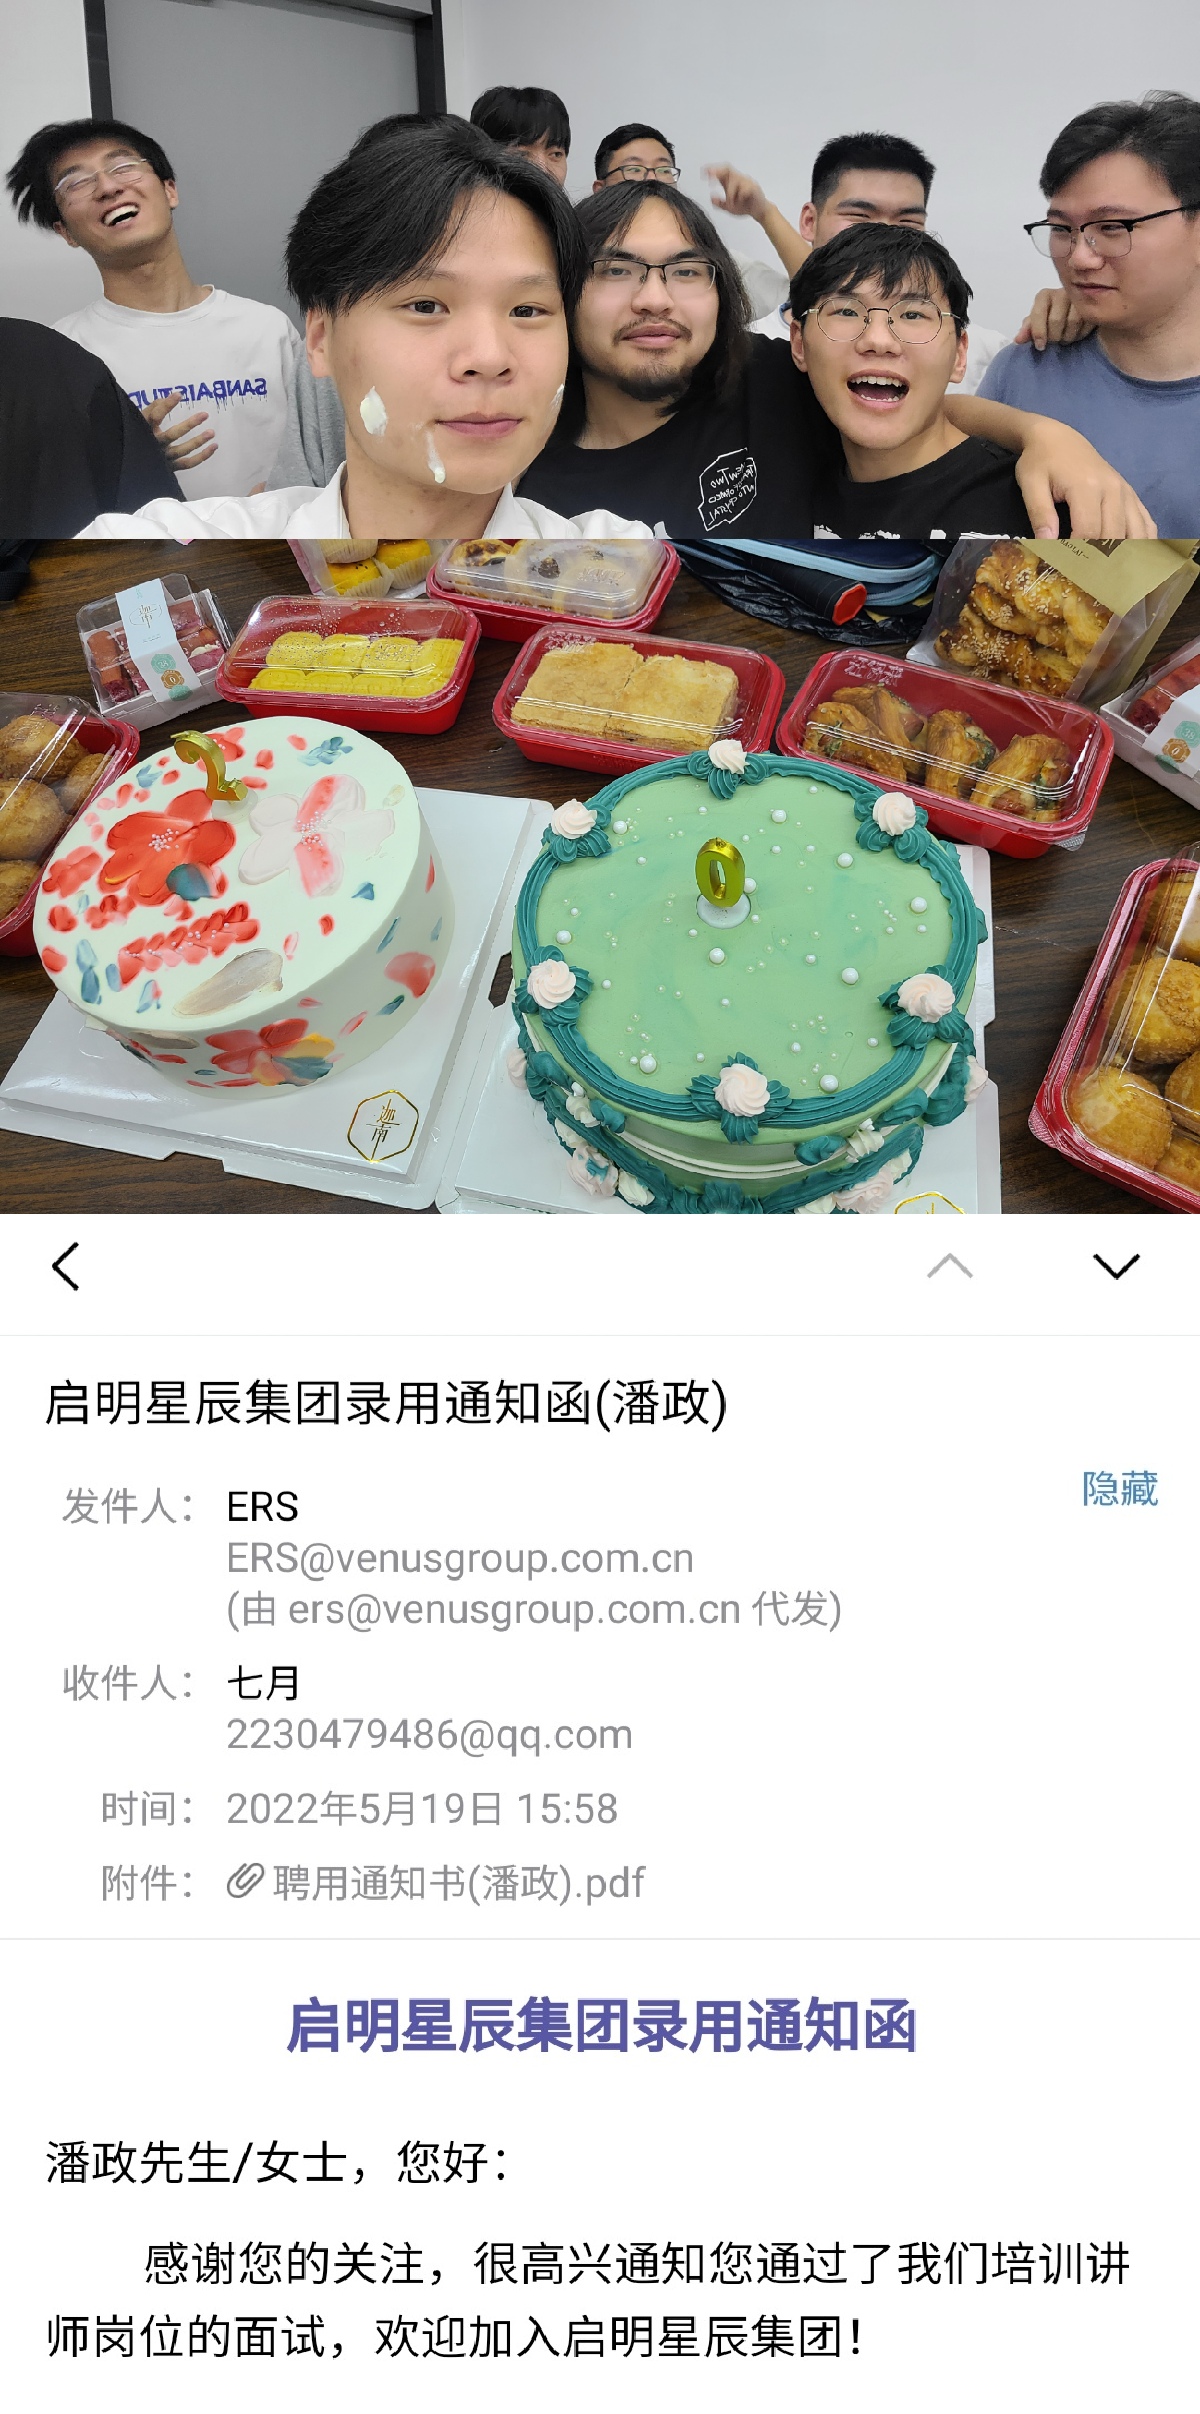 SANBAISTUD
NEW TWO
0
迦南
启明星辰集团录用通知函(潘政)
发件人： ERS
隐藏
ERS@venusgroup.com.cn
(由 ers@venusgroup.com.cn 代发)
收件人： 七月
2230479486@qq.com
时间： 2022年5月19日 15:58
附件： 聘用通知书(潘政).pdf
启明星辰集团录用通知函
潘政先生/女士，您好：
感谢您的关注，很高兴通知您通过了我们培训讲
师岗位的面试，欢迎加入启明星辰集团！